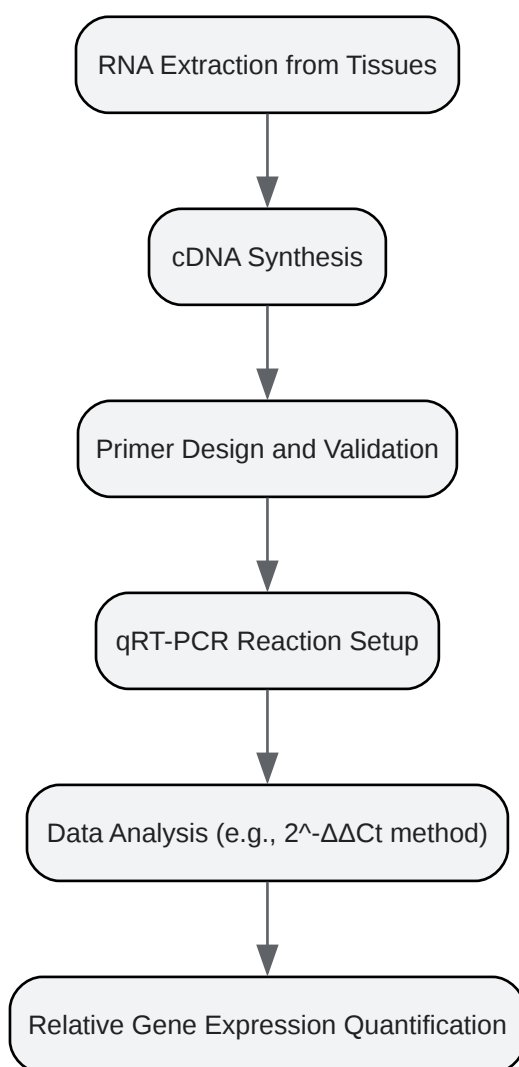 RNA Extraction from Tissues
cDNA Synthesis
Primer Design and Validation
qRT-PCR Reaction Setup
Data Analysis (e.g., 2^-ΔΔCt method)
Relative Gene Expression Quantification